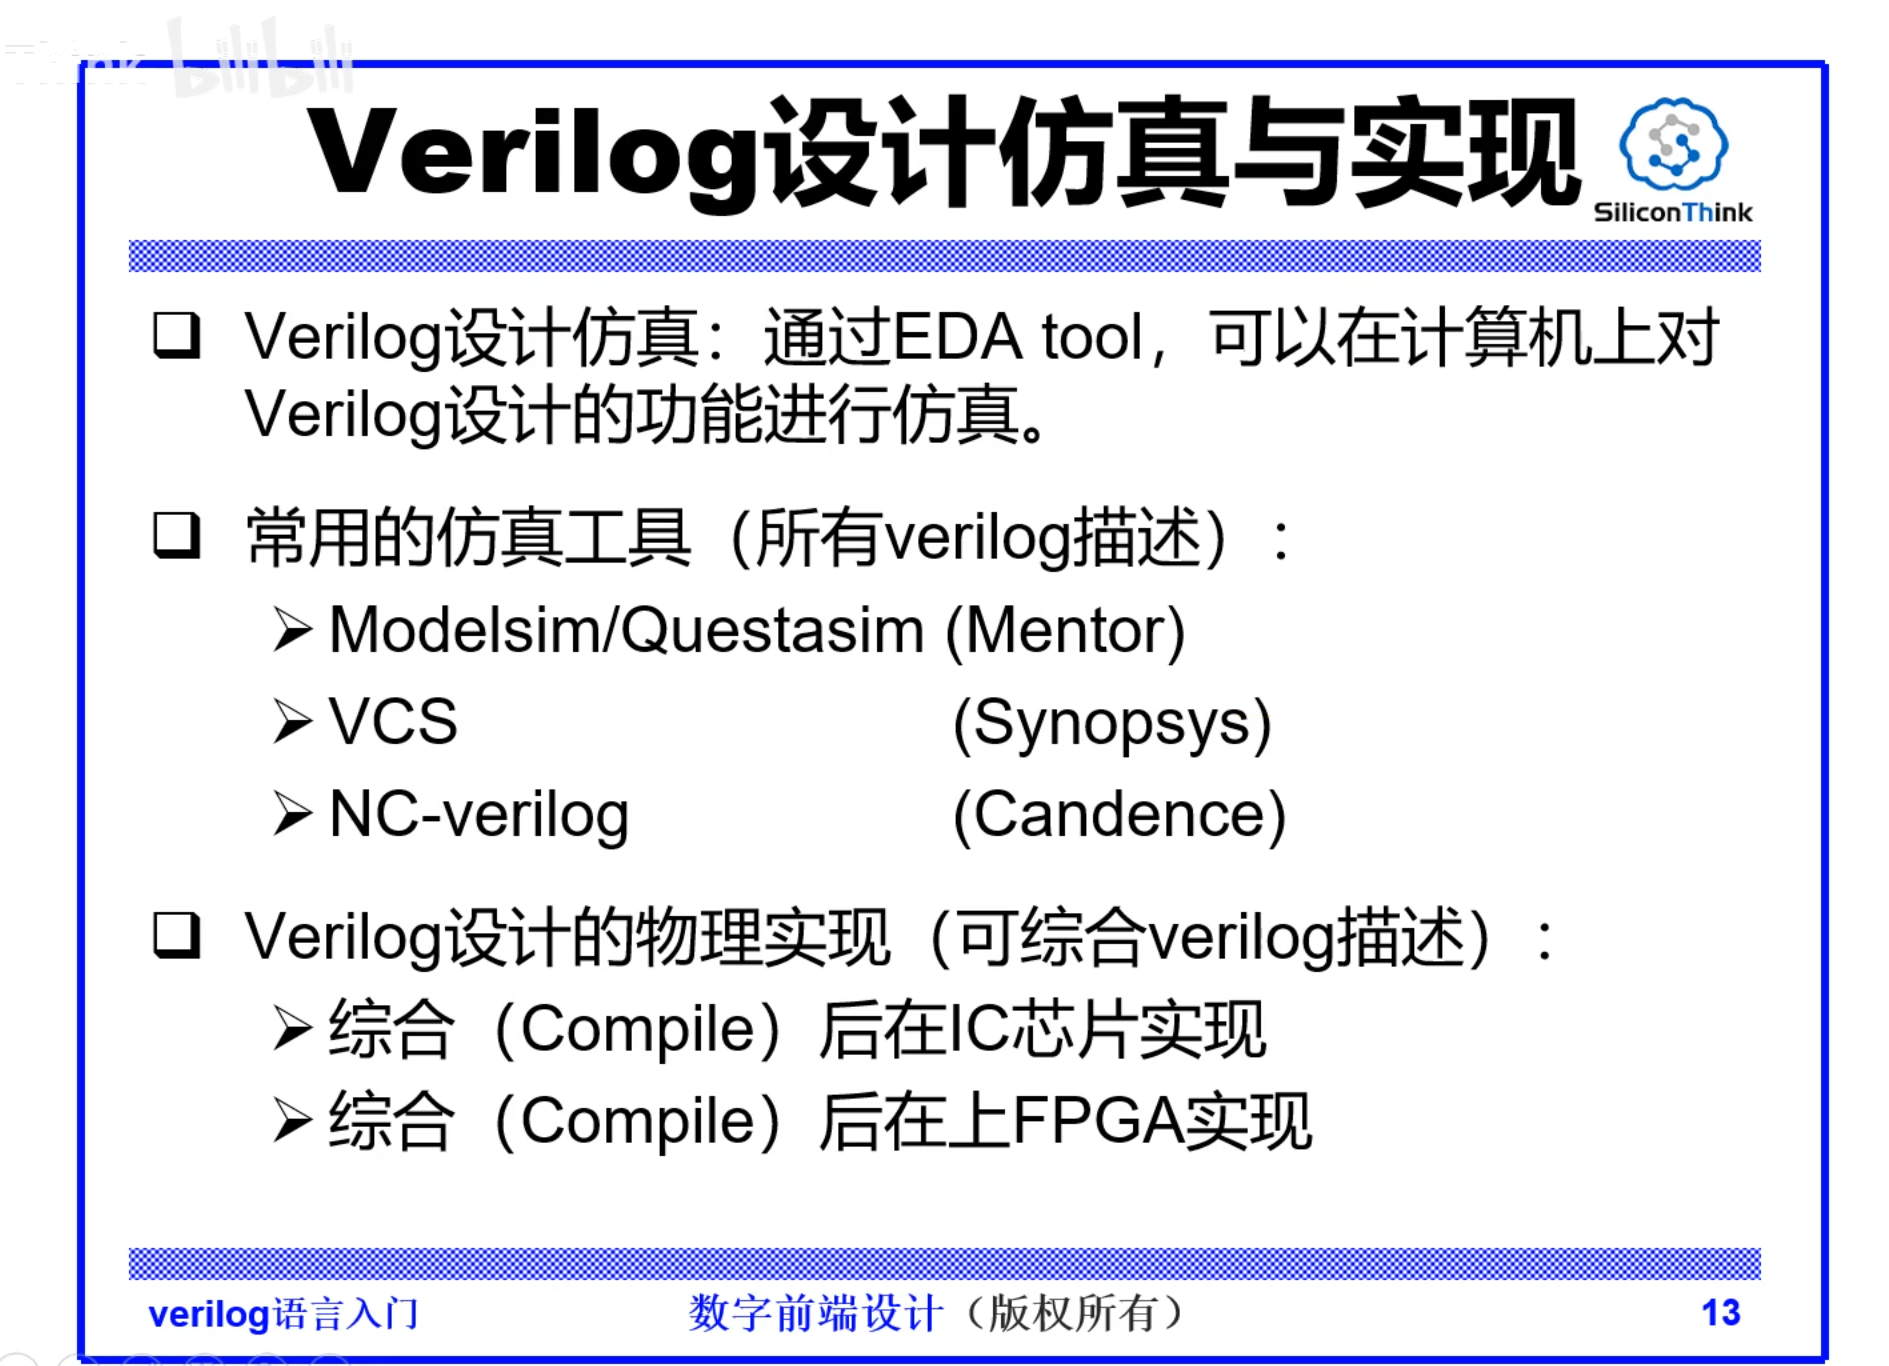 Think bilibili
Verilog设计仿真与实现
SiliconThink
❑ Verilog设计仿真：通过EDA tool，可以在计算机上对
Verilog设计的功能进行仿真。
❑ 常用的仿真工具（所有verilog描述）：
➢ Modelsim/Questasim (Mentor)
➢ VCS (Synopsys)
➢ NC-verilog (Candence)
❑ Verilog设计的物理实现（可综合verilog描述）：
➢ 综合（Compile）后在IC芯片实现
➢ 综合（Compile）后在上FPGA实现
verilog语言入门 数字前端设计（版权所有） 13